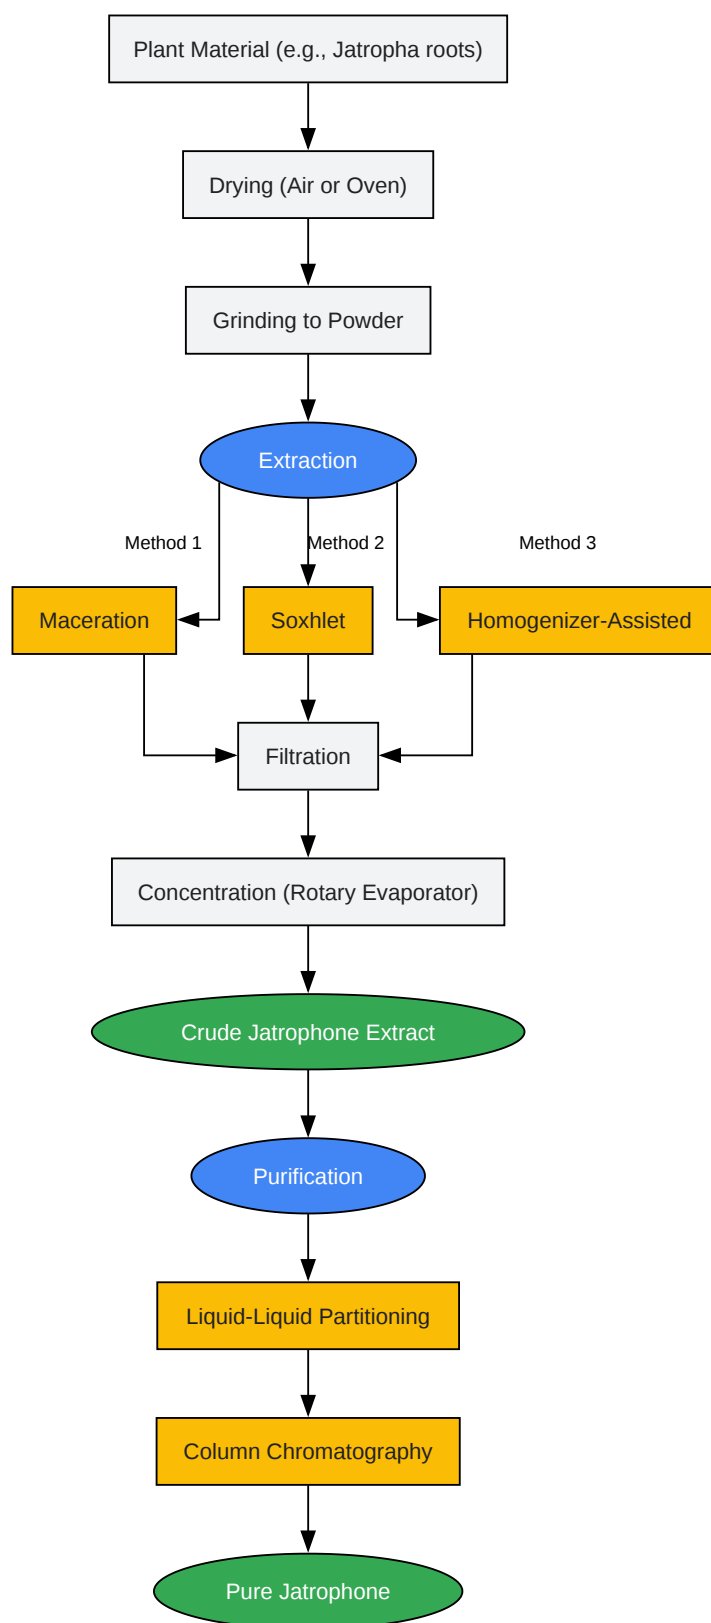 Plant Material (e.g., Jatropha roots)
Drying (Air or Oven)
Grinding to Powder
Extraction
Method 1
Method 2
Method 3
Maceration
Soxhlet
Homogenizer-Assisted
Filtration
Concentration (Rotary Evaporator)
Crude Jatrophone Extract
Purification
Liquid-Liquid Partitioning
Column Chromatography
Pure Jatrophone